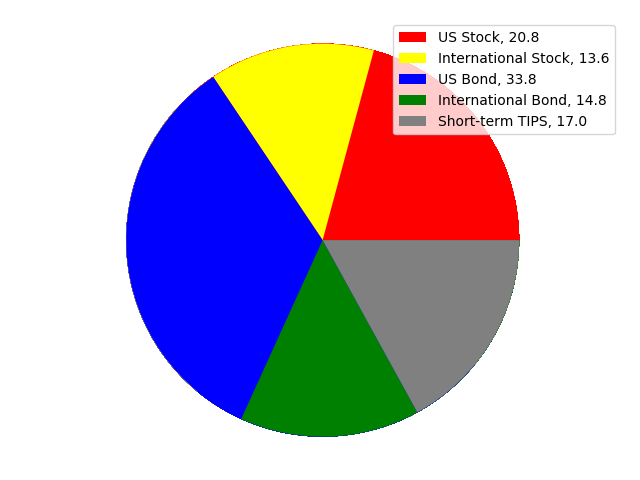 US Stock, 20.8
International Stock, 13.6
US Bond, 33.8
International Bond, 14.8
Short-term TIPS, 17.0